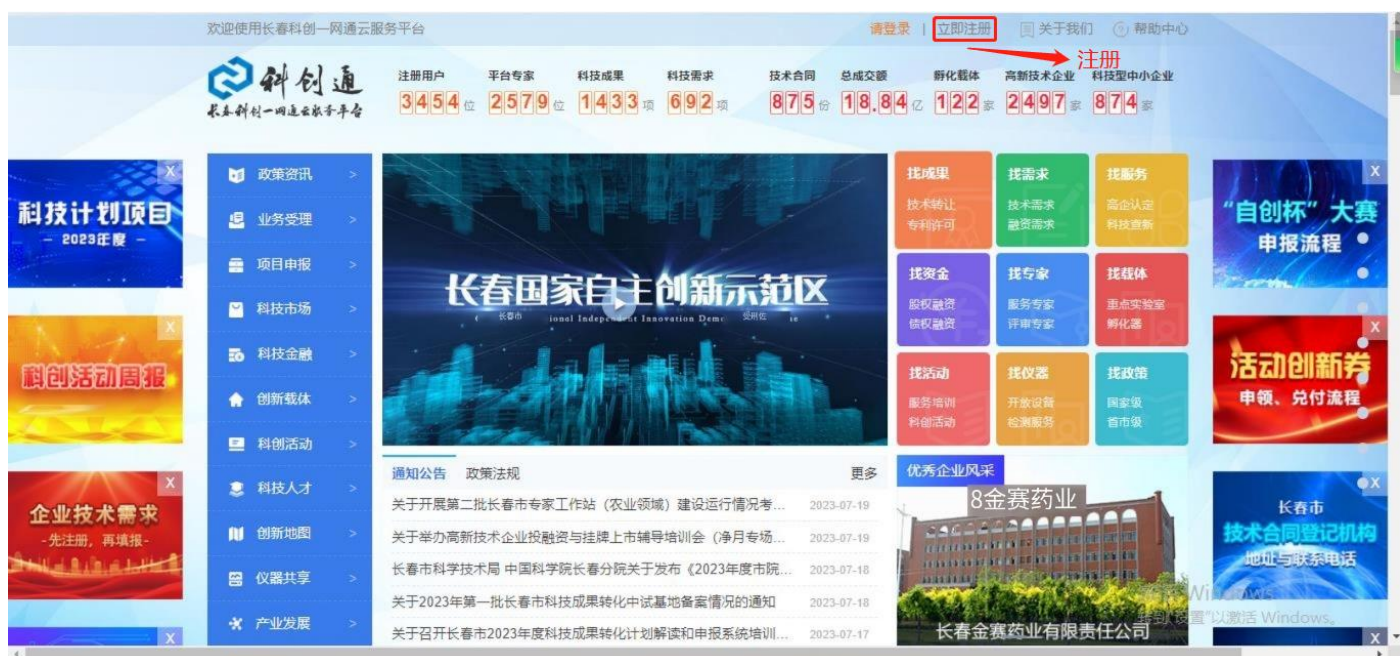 欢迎使用长春科创一网通云服务平台
请登录 | 立即注册 关于我们 帮助中心
注册
科创通
长春科创一网通云服务平台
注册用户 平台专家 科技成果 科技需求 技术合同 总成交额 孵化载体 高新技术企业 科技型中小企业
3454位 2579位 1433项 692项 875份 18.84亿 122家 2497家 874家
X
科技计划项目
- 2023年度 -
X
科创活动周报
X
企业技术需求
-先注册，再填报-
X
政策资讯 >
业务受理 >
项目申报 >
科技市场 >
科技金融 >
创新载体 >
科创活动 >
科技人才 >
创新地图 >
仪器共享 >
产业发展 >
长春国家自主创新示范区
长春市 ional Independent Innovation Demo
找成果
技术转让
专利许可
找需求
技术需求
融资需求
找服务
高企认定
科技查新
找资金
股权融资
债权融资
找专家
服务专家
评审专家
找载体
重点实验室
孵化器
找活动
服务培训
科创活动
找仪器
开放设备
检测服务
找政策
国家级
省市级
通知公告 政策法规 更多
关于开展第二批长春市专家工作站（农业领域）建设运行情况考... 2023-07-19
关于举办高新技术企业投融资与挂牌上市辅导培训会（净月专场... 2023-07-19
长春市科学技术局 中国科学院长春分院关于发布《2023年度市院... 2023-07-18
关于2023年第一批长春市科技成果转化中试基地备案情况的通知 2023-07-18
关于召开长春市2023年度科技成果转化计划解读和申报系统培训... 2023-07-17
优秀企业风采
8金赛药业
长春金赛药业有限责任公司
X
“自创杯”大赛
申报流程
X
活动创新券
申领、兑付流程
X
长春市
技术合同登记机构
地址与联系电话
X
Windows
转到"设置"以激活 Windows。